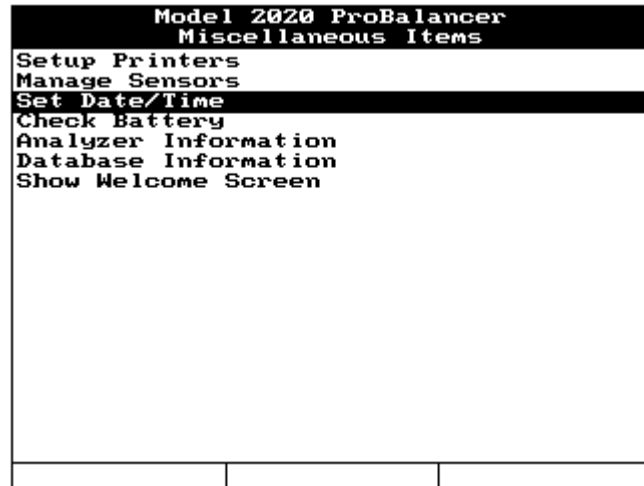 Model 2020 ProBalancer
Miscellaneous Items
Setup Printers
Manage Sensors
Set Date/Time
Check Battery
Analyzer Information
Database Information
Show Welcome Screen